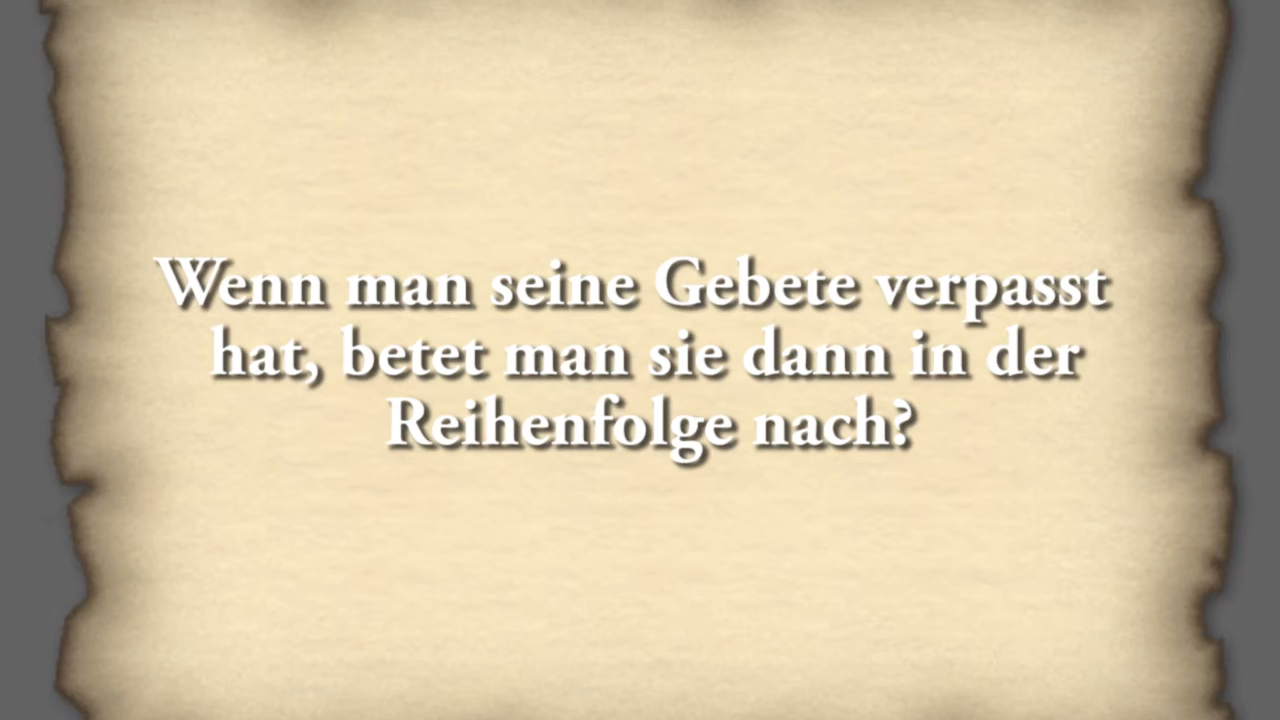 Wenn man seine Gebete verpasst
hat, betet man sie dann in der
Reihenfolge nach?